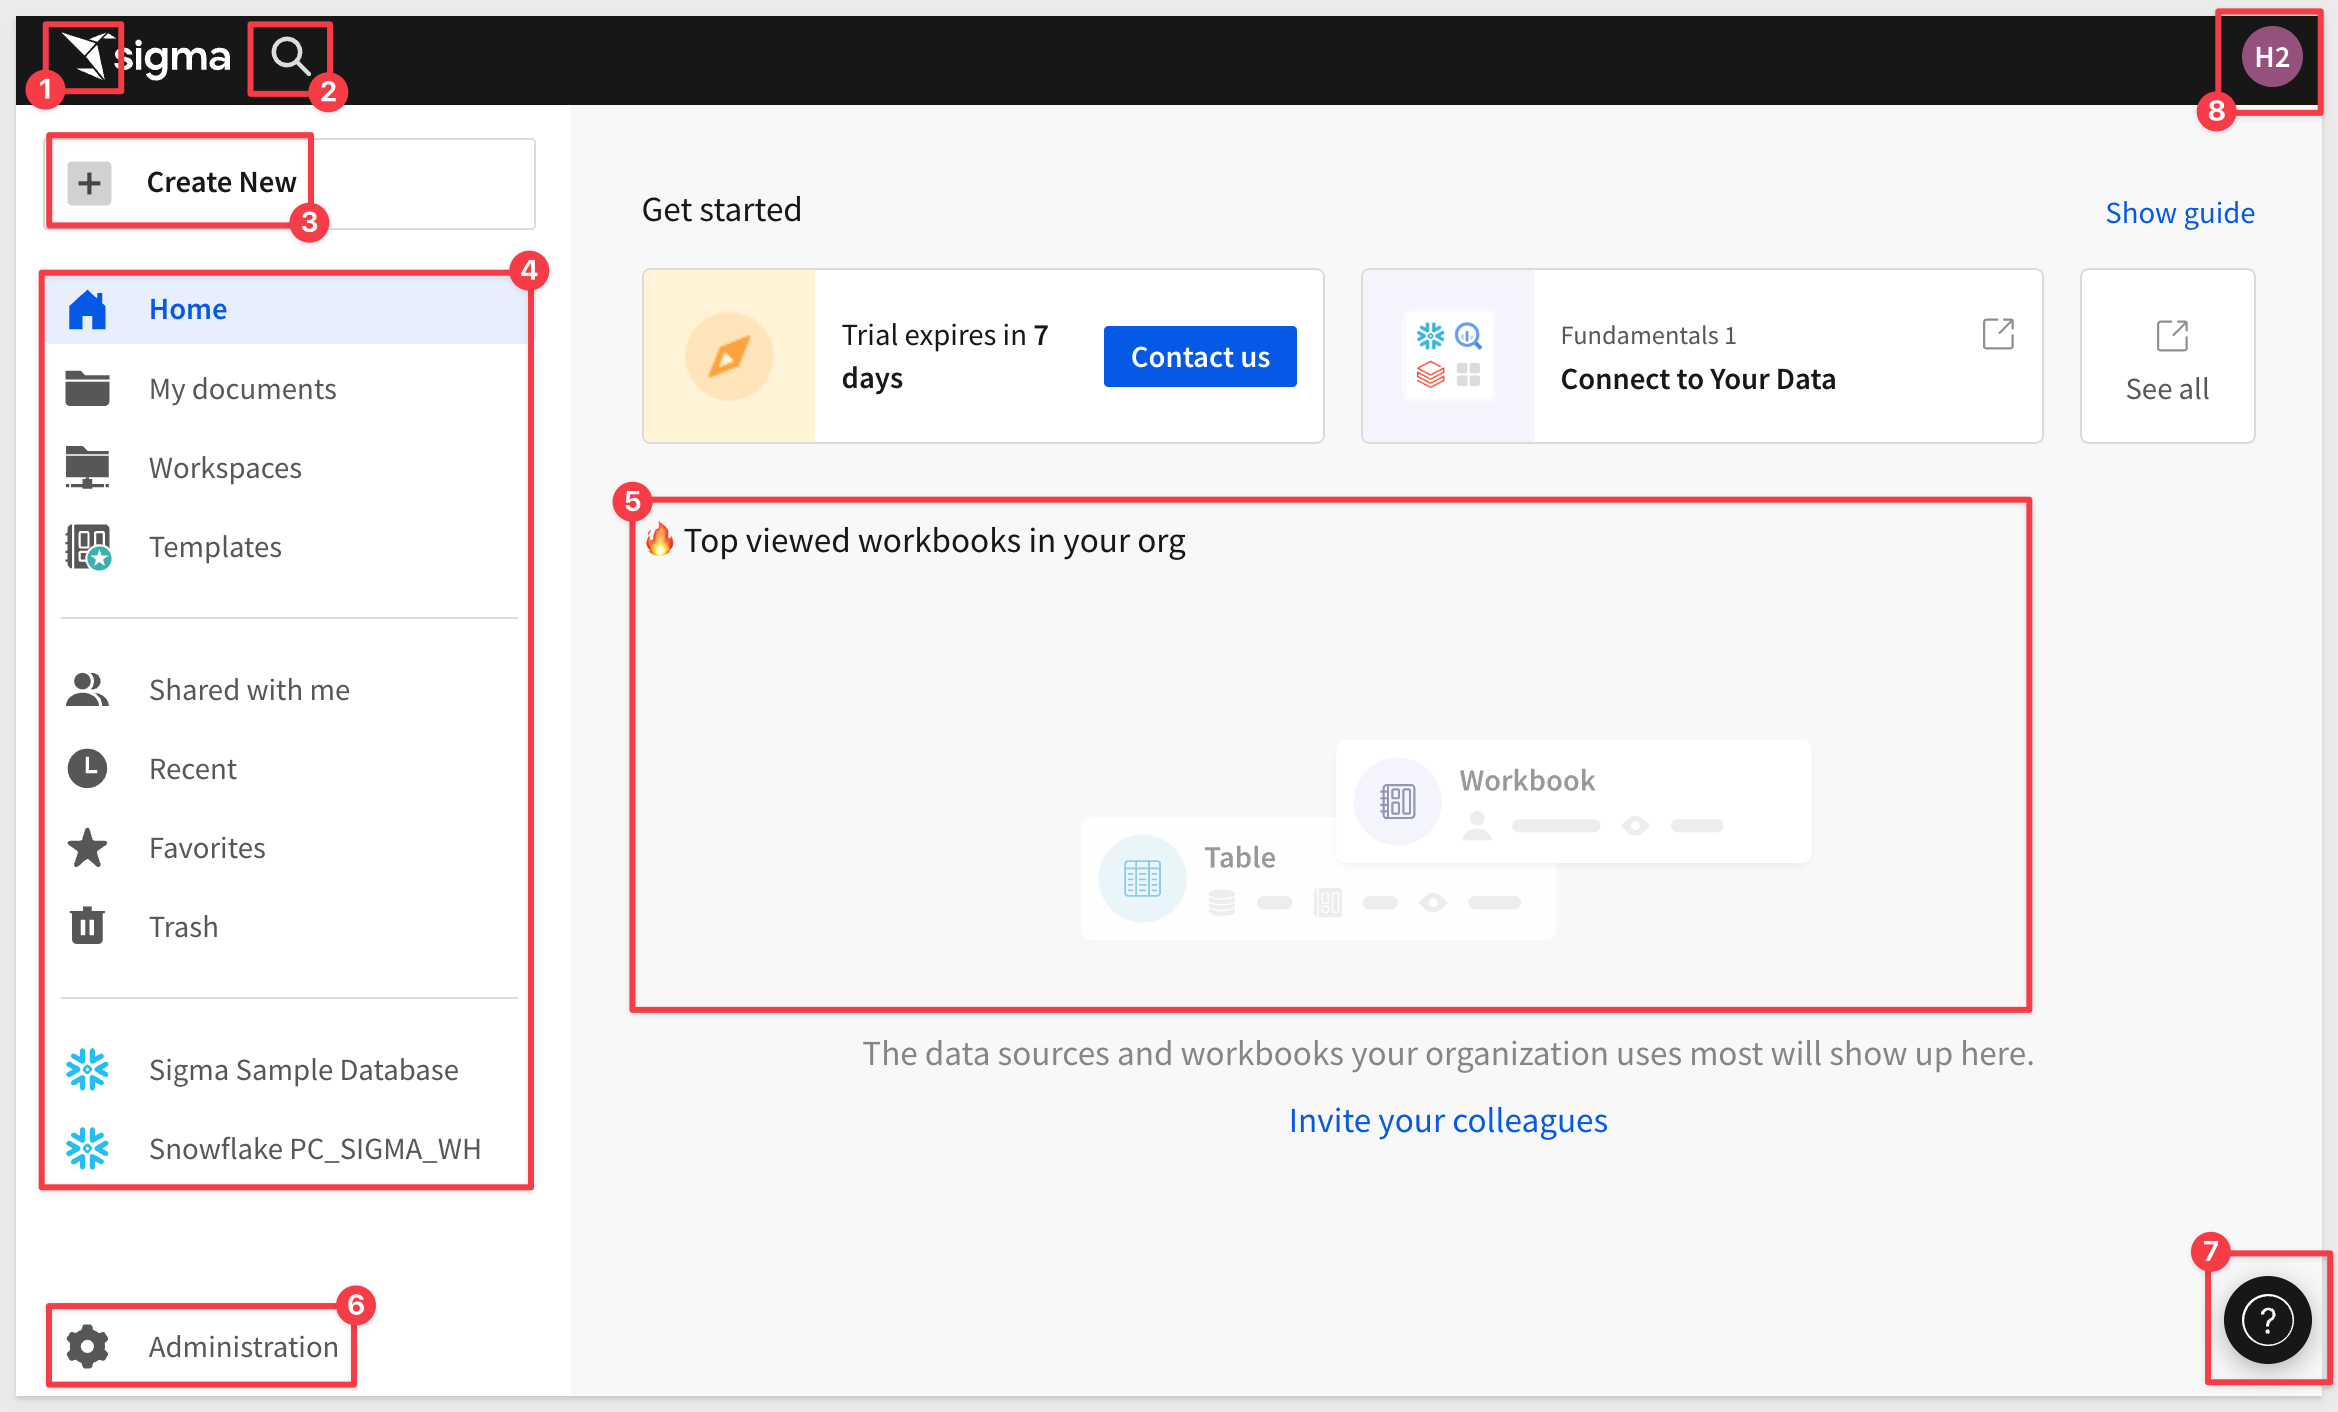 sigma
1
2
H2
8
Create New
3
4
Home
My documents
Workspaces
Templates
Shared with me
Recent
Favorites
Trash
Sigma Sample Database
Snowflake PC_SIGMA_WH
6
Administration
Get started
Show guide
Trial expires in 7
days
Contact us
Fundamentals 1
Connect to Your Data
See all
5
🔥 Top viewed workbooks in your org
Workbook
Table
The data sources and workbooks your organization uses most will show up here.
Invite your colleagues
7
?